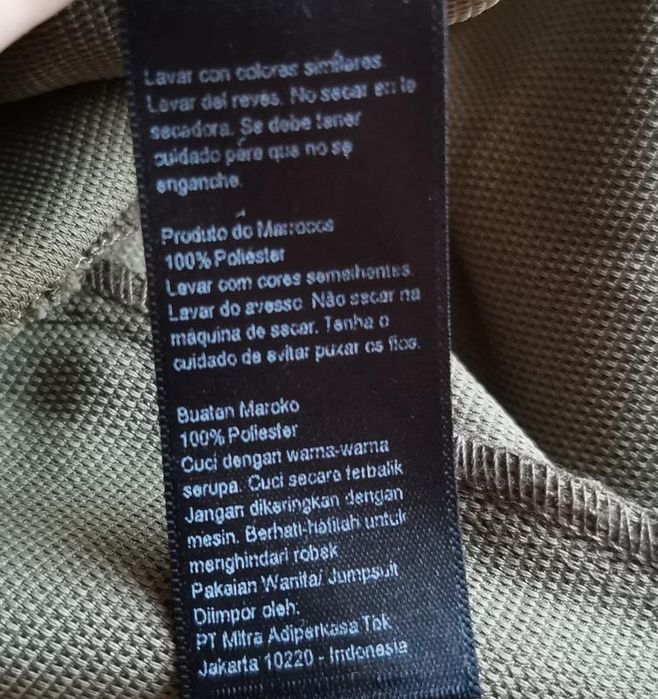 Lavar con colores similares
Lavar del revés. No secar en la
secadora. Se debe tener
cuidado para que no se
enganche.
Produto do Marrocos
100% Poliéster
Lavar com cores semelhantes
Lavar do avesso. Não secar na
máquina de secar. Tenha o
cuidado de evitar puxar os fios.
Buatan Maroko
100% Poliester
Cuci dengan warna-warna
serupa. Cuci secara terbalik
Jangan dikeringkan dengan
mesin. Berhati-hatilah untuk
menghindari robek
Pakaian Wanita/ Jumpsuit
Diimpor oleh:
PT Mitra Adiperkasa Tbk
Jakarta 10220 - Indonesia